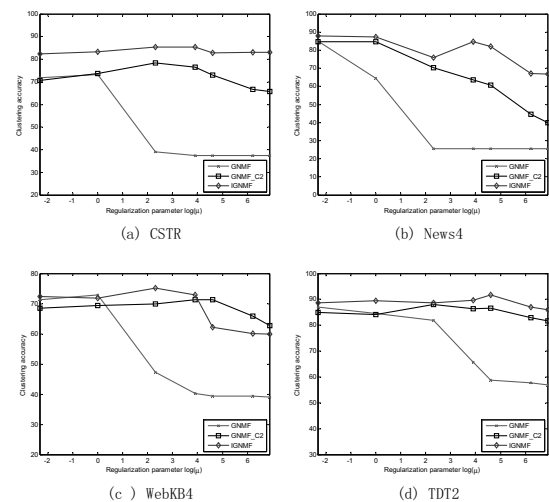 100
90
80
70
60
50
40
30
20
-2 -1 0 1 2 3 4 5 6
Clustering accuracy
Regularization parameter log(μ)
GNMF
GNMF_C2
IGNMF
(a) CSTR
100
90
80
70
60
50
40
30
20
10
0
-2 -1 0 1 2 3 4 5 6
Clustering accuracy
Regularization parameter log(μ)
GNMF
GNMF_C2
IGNMF
(b) News4
80
70
60
50
40
30
20
-2 -1 0 1 2 3 4 5 6
Clustering accuracy
Regularization parameter log(μ)
GNMF
GNMF_C2
IGNMF
(c ) WebKB4
100
90
80
70
60
50
40
30
-2 -1 0 1 2 3 4 5 6
Clustering accuracy
Regularization parameter log(μ)
GNMF
GNMF_C2
IGNMF
(d) TDT2